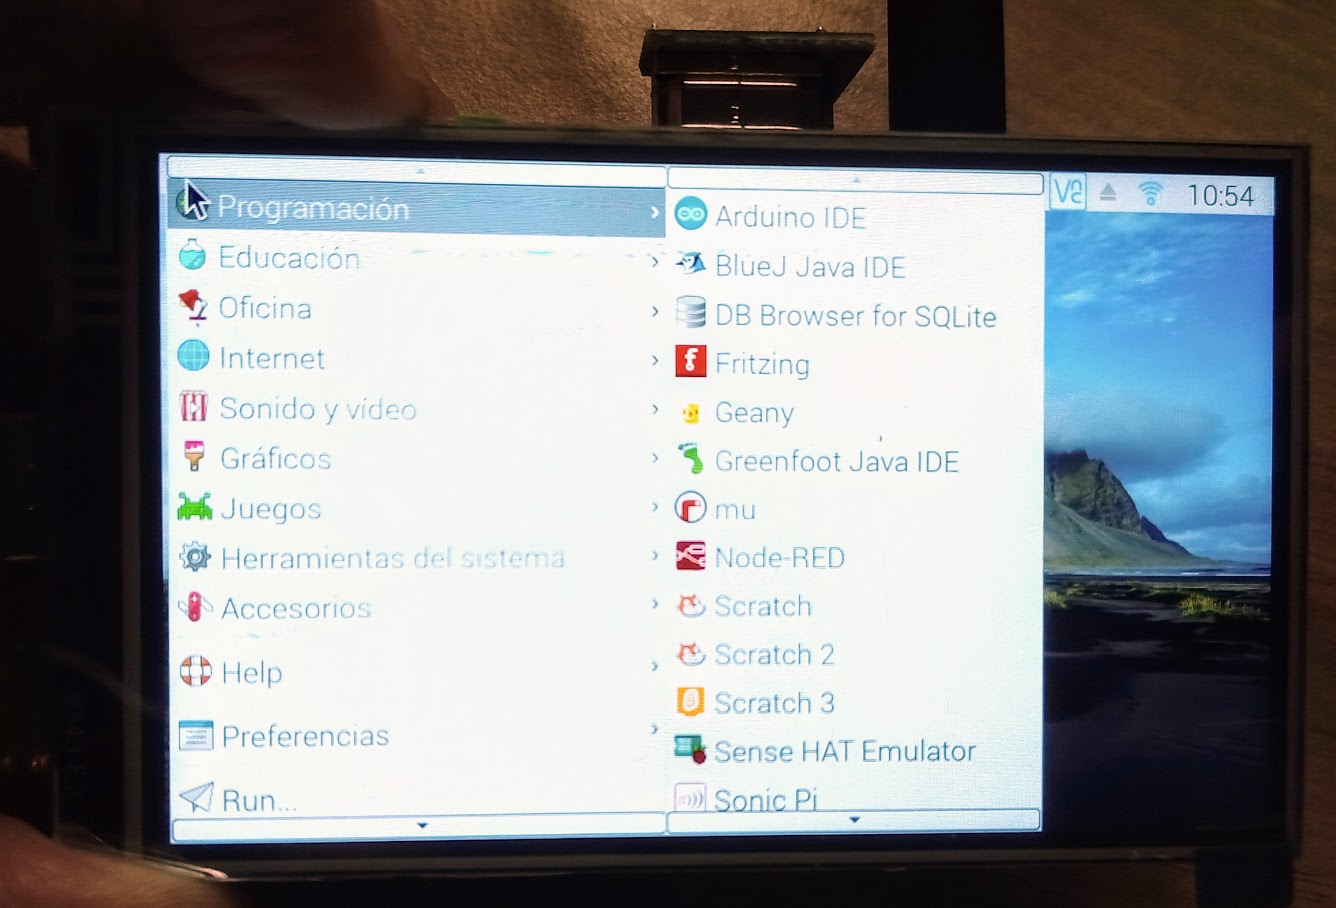 Programación
Educación
Oficina
Internet
Sonido y vídeo
Gráficos
Juegos
Herramientas del sistema
Accesorios
Help
Preferencias
Run...
Arduino IDE
BlueJ Java IDE
DB Browser for SQLite
Fritzing
Geany
Greenfoot Java IDE
mu
Node-RED
Scratch
Scratch 2
Scratch 3
Sense HAT Emulator
Sonic Pi
10:54